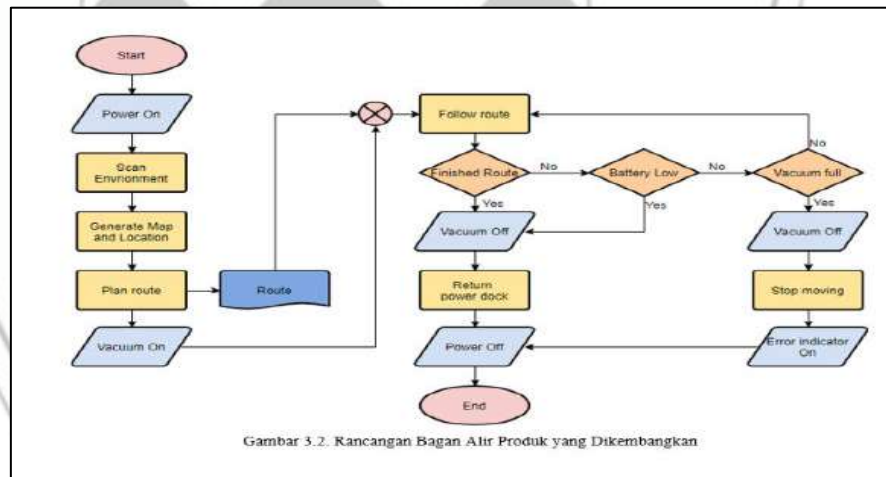 Start
Power On
Scan
Envrionment
Generate Map
and Location
Plan route
Route
Vacuum On
Follow route
Finished Route
No
Battery Low
No
Vacuum full
No
Yes
Yes
Yes
Vacuum Off
Vacuum Off
Return
power dock
Stop moving
Power Off
Error indicator
On
End
Gambar 3.2. Rancangan Bagan Alir Produk yang Dikembangkan